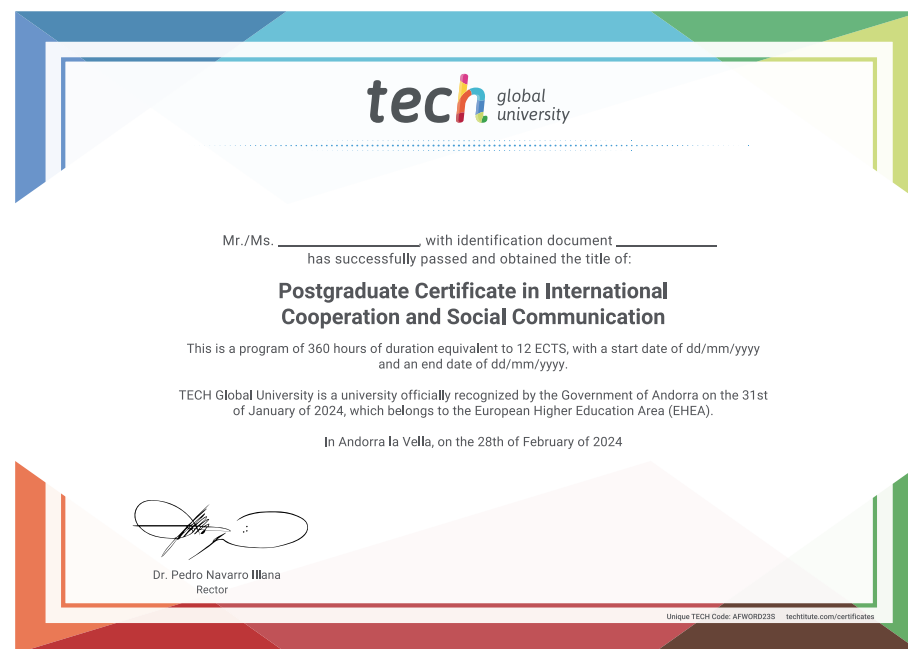 tech global
university
Mr./Ms. ____________, with identification document ____________
has successfully passed and obtained the title of:
Postgraduate Certificate in International
Cooperation and Social Communication
This is a program of 360 hours of duration equivalent to 12 ECTS, with a start date of dd/mm/yyyy
and an end date of dd/mm/yyyy.
TECH Global University is a university officially recognized by the Government of Andorra on the 31st
of January of 2024, which belongs to the European Higher Education Area (EHEA).
In Andorra la Vella, on the 28th of February of 2024
Dr. Pedro Navarro Illana
Rector
Unique TECH Code: AFWORD23S techtitute.com/certificates